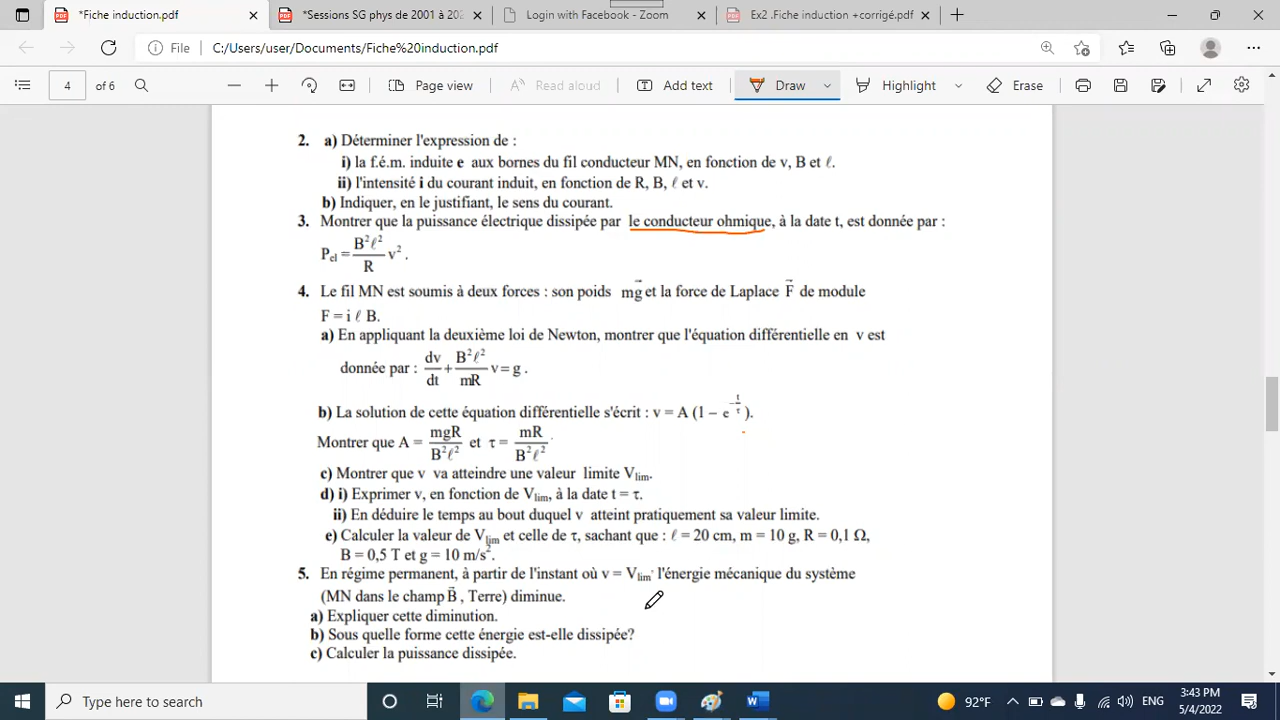 *Fiche induction.pdf
*Sessions SG phys de 2001 à 20
Login with Facebook - Zoom
Ex2 .Fiche induction +corrigé.pdf
File C:/Users/user/Documents/Fiche%20induction.pdf
4 of 6 Page view Read aloud Add text Draw Highlight Erase
2. a) Déterminer l'expression de :
i) la f.é.m. induite e aux bornes du fil conducteur MN, en fonction de v, B et ℓ.
ii) l'intensité i du courant induit, en fonction de R, B, ℓ et v.
b) Indiquer, en le justifiant, le sens du courant.
3. Montrer que la puissance électrique dissipée par le conducteur ohmique, à la date t, est donnée par :
P_el = B²ℓ²/R v² .
4. Le fil MN est soumis à deux forces : son poids mg⃗ et la force de Laplace F⃗ de module
F = i ℓ B.
a) En appliquant la deuxième loi de Newton, montrer que l'équation différentielle en v est
donnée par : dv/dt + B²ℓ²/mR v = g .
b) La solution de cette équation différentielle s'écrit : v = A (1 − e^(−t/τ)).
Montrer que A = mgR/B²ℓ² et τ = mR/B²ℓ²
c) Montrer que v va atteindre une valeur limite V_lim.
d) i) Exprimer v, en fonction de V_lim, à la date t = τ.
ii) En déduire le temps au bout duquel v atteint pratiquement sa valeur limite.
e) Calculer la valeur de V_lim et celle de τ, sachant que : ℓ = 20 cm, m = 10 g, R = 0,1 Ω,
B = 0,5 T et g = 10 m/s².
5. En régime permanent, à partir de l'instant où v = V_lim, l'énergie mécanique du système
(MN dans le champ B⃗ , Terre) diminue.
a) Expliquer cette diminution.
b) Sous quelle forme cette énergie est-elle dissipée?
c) Calculer la puissance dissipée.
Type here to search
92°F
ENG
3:43 PM
5/4/2022